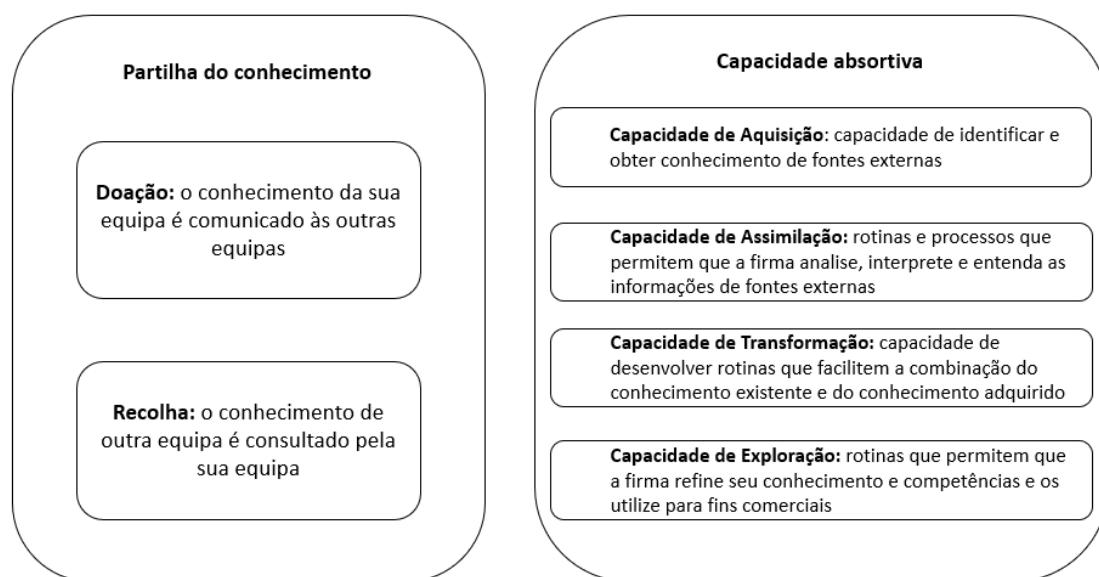 Partilha do conhecimento
Doação: o conhecimento da sua
equipa é comunicado às outras
equipas
Recolha: o conhecimento de
outra equipa é consultado pela
sua equipa
Capacidade absortiva
Capacidade de Aquisição: capacidade de identificar e
obter conhecimento de fontes externas
Capacidade de Assimilação: rotinas e processos que
permitem que a firma analise, interprete e entenda as
informações de fontes externas
Capacidade de Transformação: capacidade de
desenvolver rotinas que facilitem a combinação do
conhecimento existente e do conhecimento adquirido
Capacidade de Exploração: rotinas que permitem que
a firma refine seu conhecimento e competências e os
utilize para fins comerciais